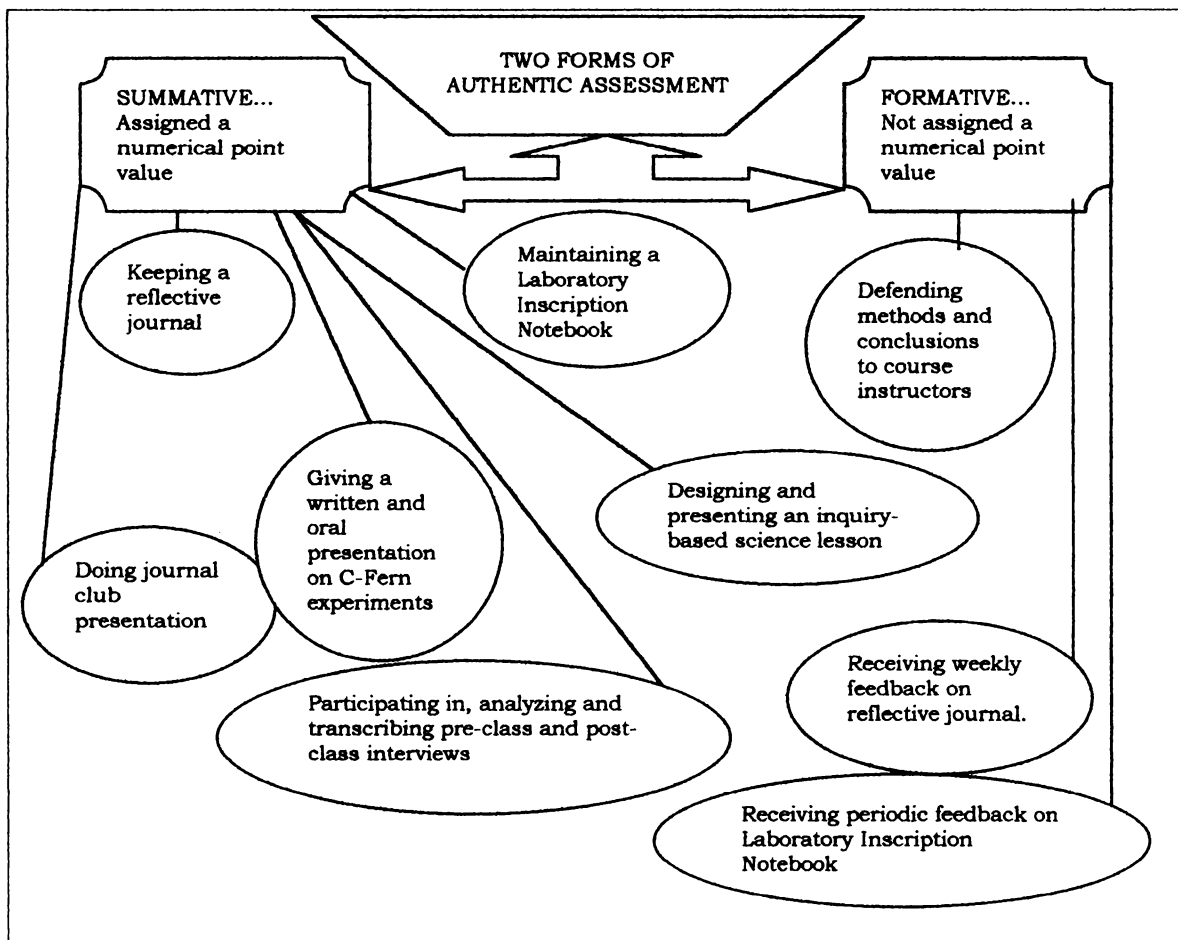 TWO FORMS OF
AUTHENTIC ASSESSMENT
SUMMATIVE...
Assigned a
numerical point
value
FORMATIVE...
Not assigned a
numerical point
value
Keeping a
reflective
journal
Maintaining a
Laboratory
Inscription
Notebook
Defending
methods and
conclusions
to course
instructors
Giving a
written and
oral
presentation
on C-Fern
experiments
Designing and
presenting an inquiry-
based science lesson
Doing journal
club
presentation
Participating in, analyzing and
transcribing pre-class and post-
class interviews
Receiving weekly
feedback on
reflective journal.
Receiving periodic feedback on
Laboratory Inscription
Notebook